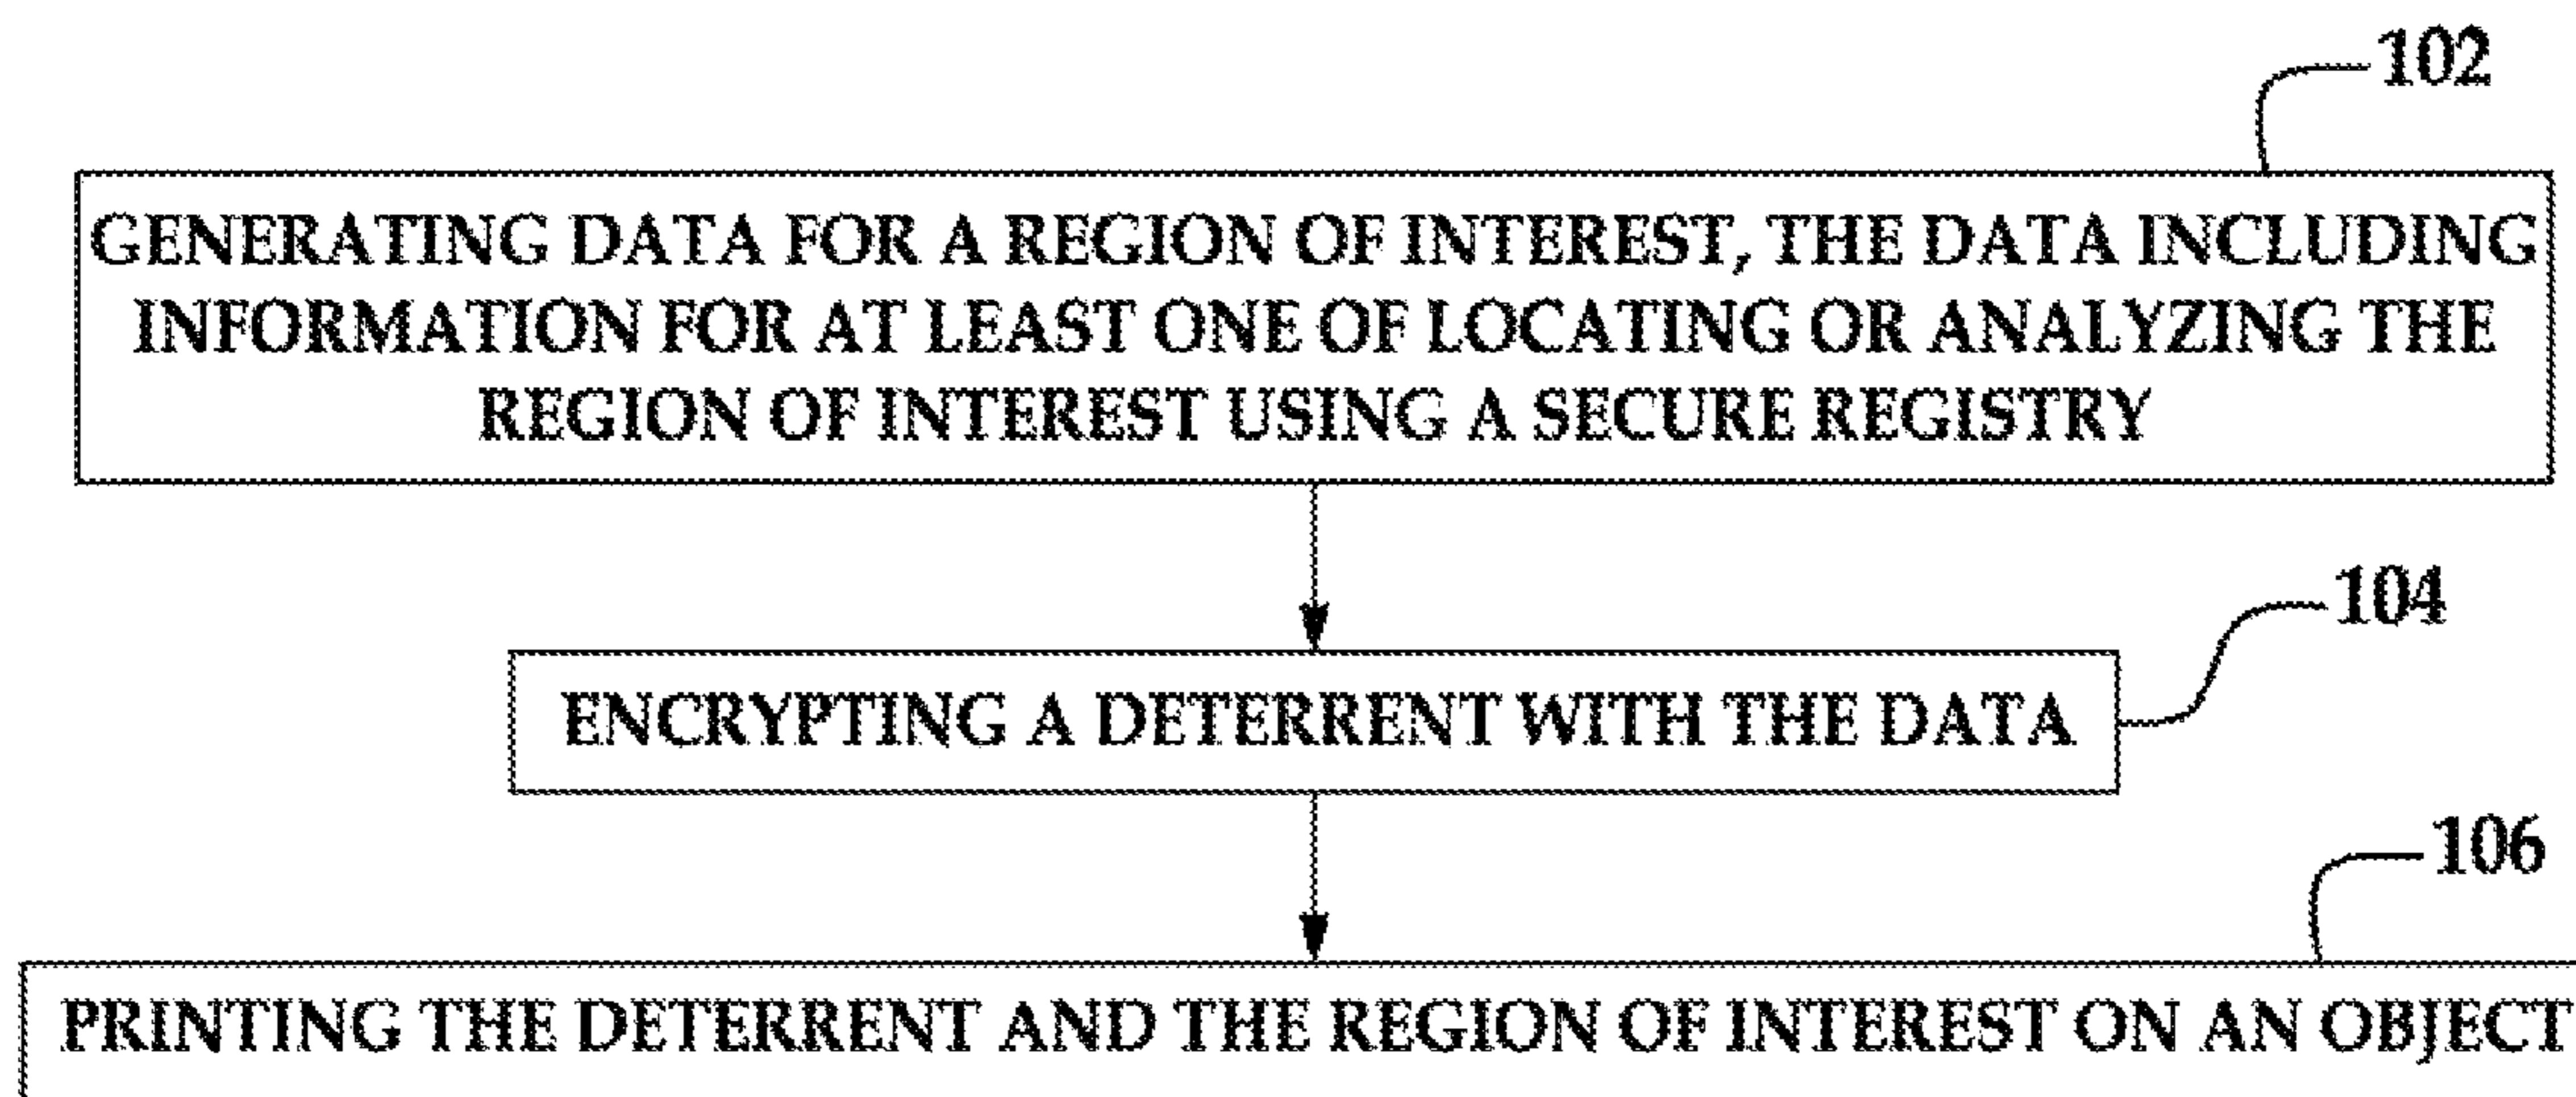 102
GENERATING DATA FOR A REGION OF INTEREST, THE DATA INCLUDING
INFORMATION FOR AT LEAST ONE OF LOCATING OR ANALYZING THE
REGION OF INTEREST USING A SECURE REGISTRY
104
ENCRYPTING A DETERRENT WITH THE DATA
106
PRINTING THE DETERRENT AND THE REGION OF INTEREST ON AN OBJECT